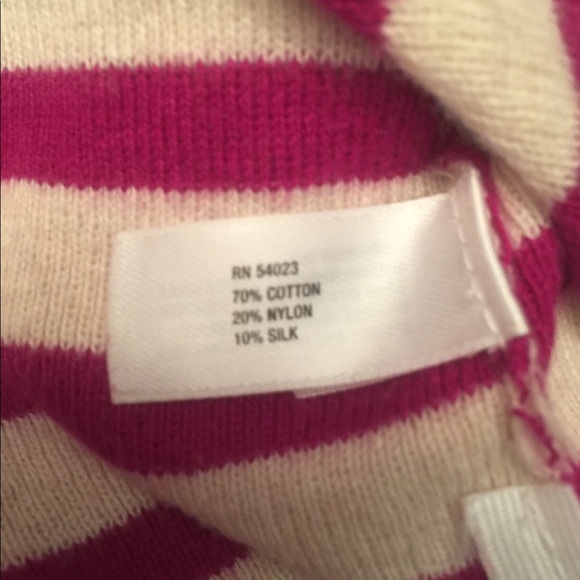 RN 54023
70% COTTON
20% NYLON
10% SILK